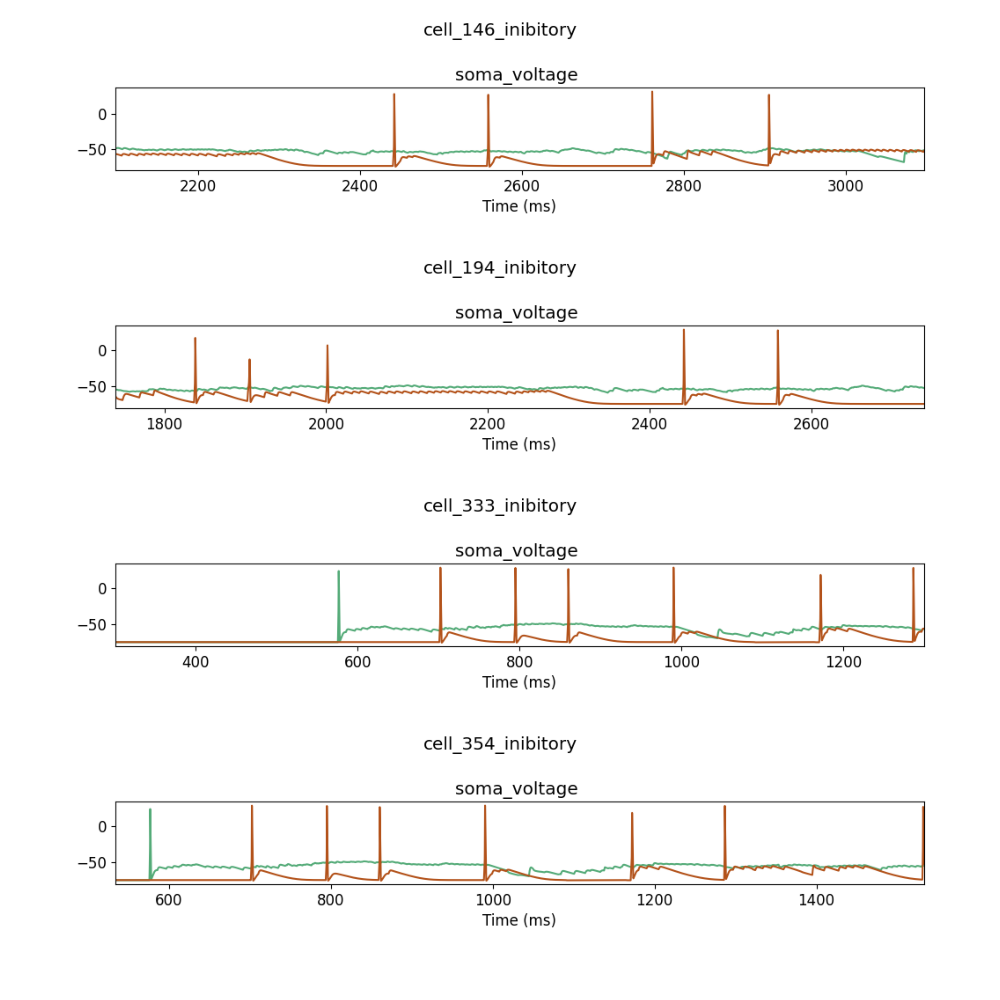 cell_146_inibitory
soma_voltage
0
−50
2200 2400 2600 2800 3000
Time (ms)
cell_194_inibitory
soma_voltage
0
−50
1800 2000 2200 2400 2600
Time (ms)
cell_333_inibitory
soma_voltage
0
−50
400 600 800 1000 1200
Time (ms)
cell_354_inibitory
soma_voltage
0
−50
600 800 1000 1200 1400
Time (ms)